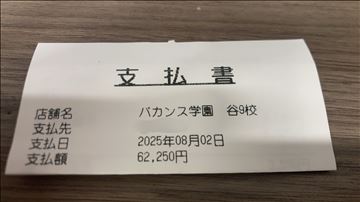 支払書
店舗名 バカンス学園 谷9校
支払先
支払日 2025年08月02日
支払額 62,250円